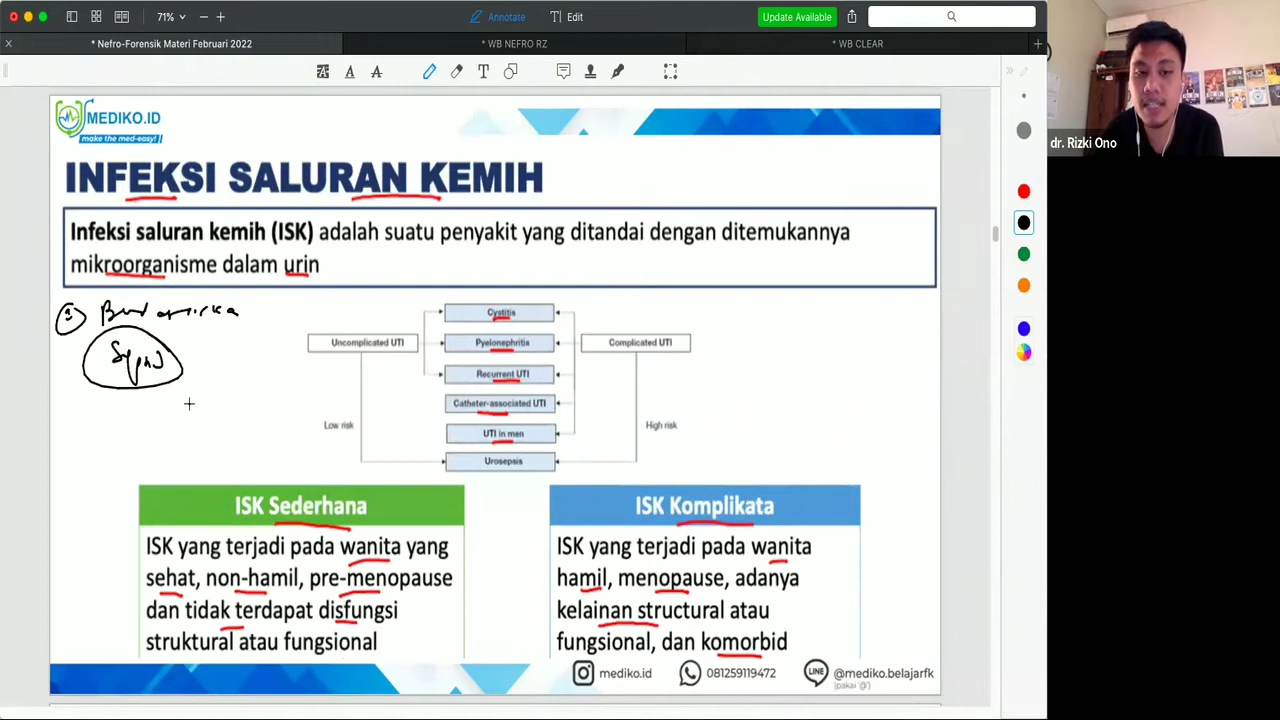 71%
Annotate
Edit
Update Available
* Nefro-Forensik Materi Februari 2022
* WB NEFRO RZ
* WB CLEAR
dr. Rizki Ono
MEDIKO.ID
make the med-easy!
INFEKSI SALURAN KEMIH
Infeksi saluran kemih (ISK) adalah suatu penyakit yang ditandai dengan ditemukannya
mikroorganisme dalam urin
Cystitis
Uncomplicated UTI
Pyelonephritis
Complicated UTI
Recurrent UTI
Catheter-associated UTI
Low risk
UTI in men
High risk
Urosepsis
ISK Sederhana
ISK yang terjadi pada wanita yang
sehat, non-hamil, pre-menopause
dan tidak terdapat disfungsi
struktural atau fungsional
ISK Komplikata
ISK yang terjadi pada wanita
hamil, menopause, adanya
kelainan structural atau
fungsional, dan komorbid
mediko.id
081259119472
LINE
@mediko.belajarfk
(pakai '@')